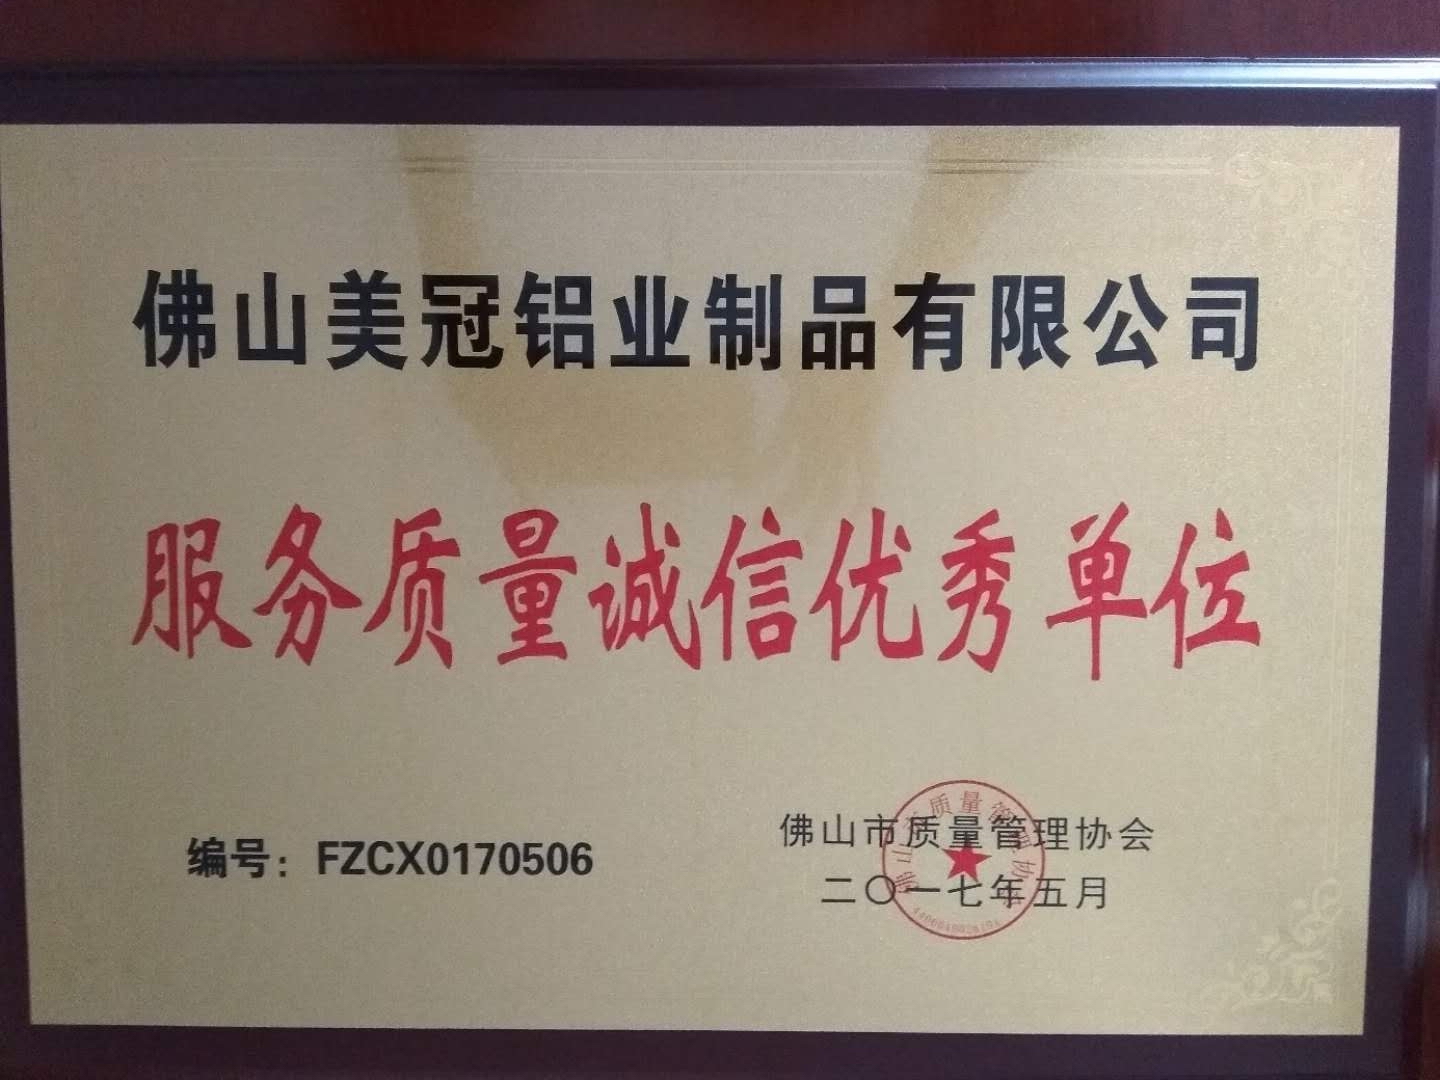 佛山美冠铝业制品有限公司
服务质量诚信优秀单位
编号：FZCX0170506
佛山市质量管理协会
二〇一七年五月